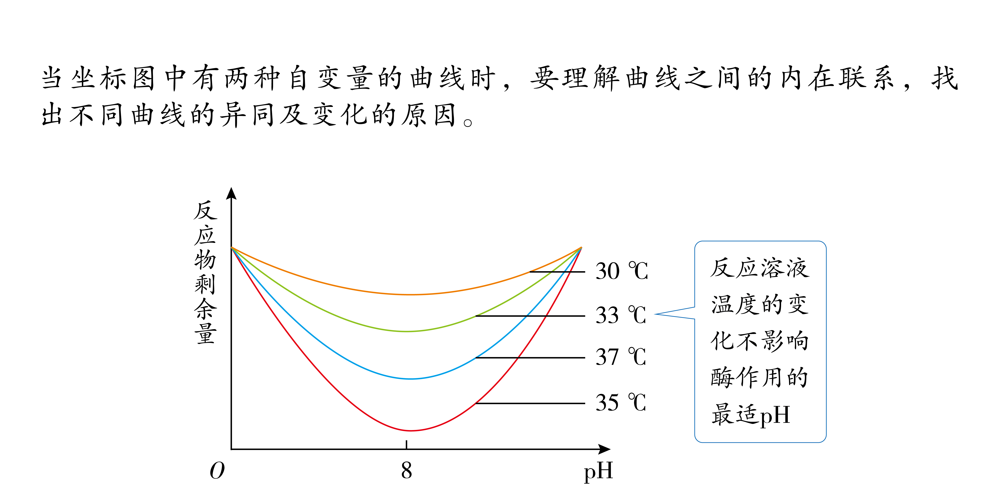 当坐标图中有两种自变量的曲线时，要理解曲线之间的内在联系，找
出不同曲线的异同及变化的原因。
反应物剩余量
30 ℃
33 ℃
37 ℃
35 ℃
反应溶液
温度的变
化不影响
酶作用的
最适pH
O
8
pH